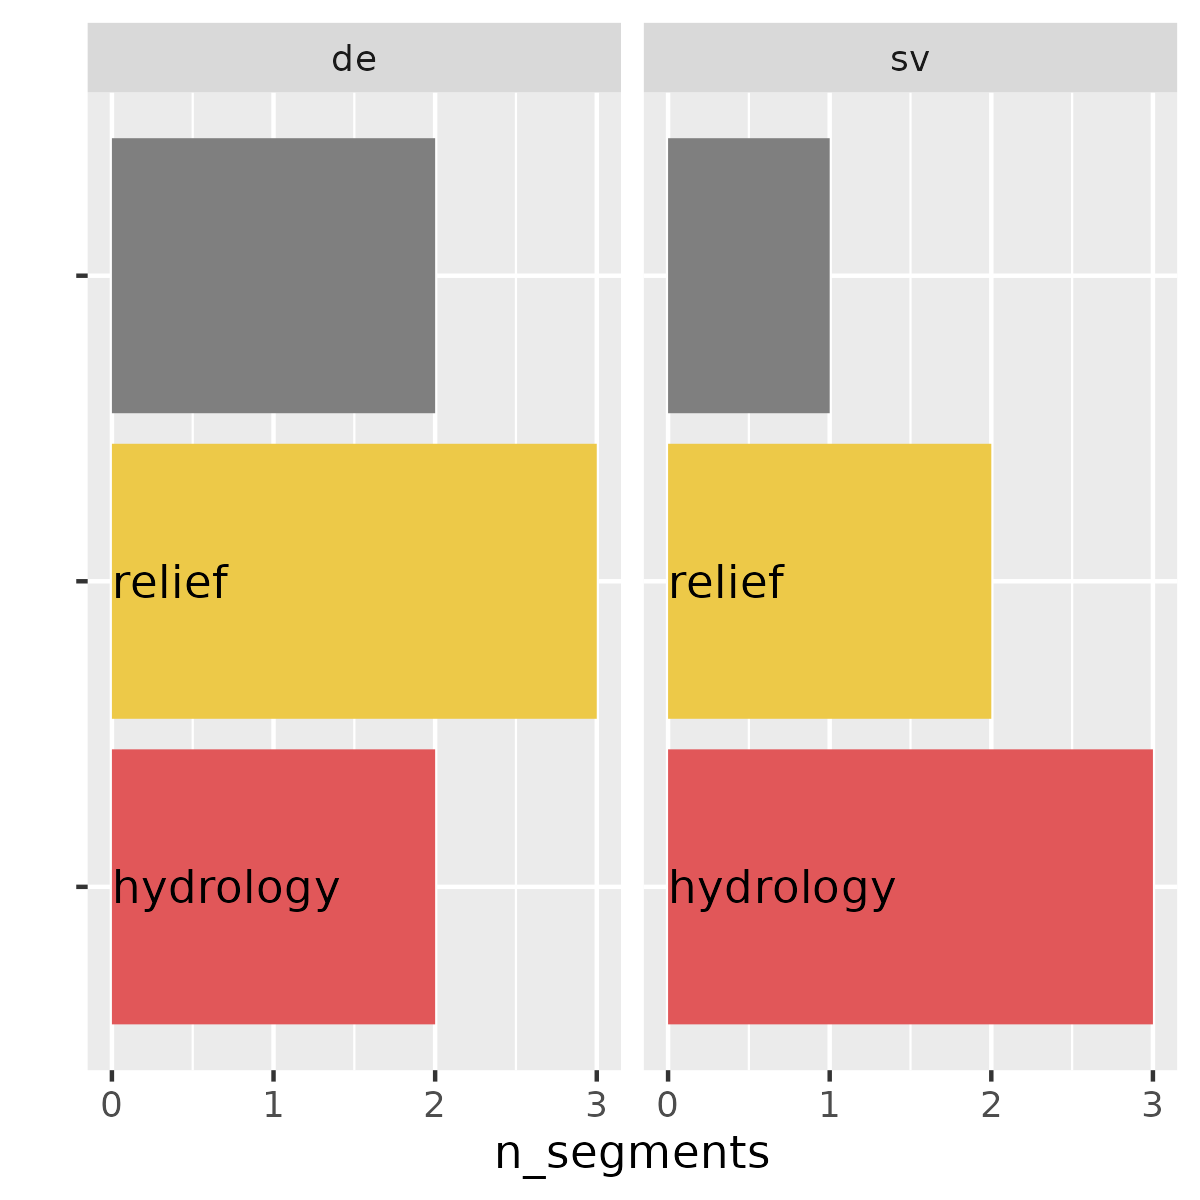 de
sv
relief
relief
hydrology
hydrology
0 1 2 3
0 1 2 3
n_segments